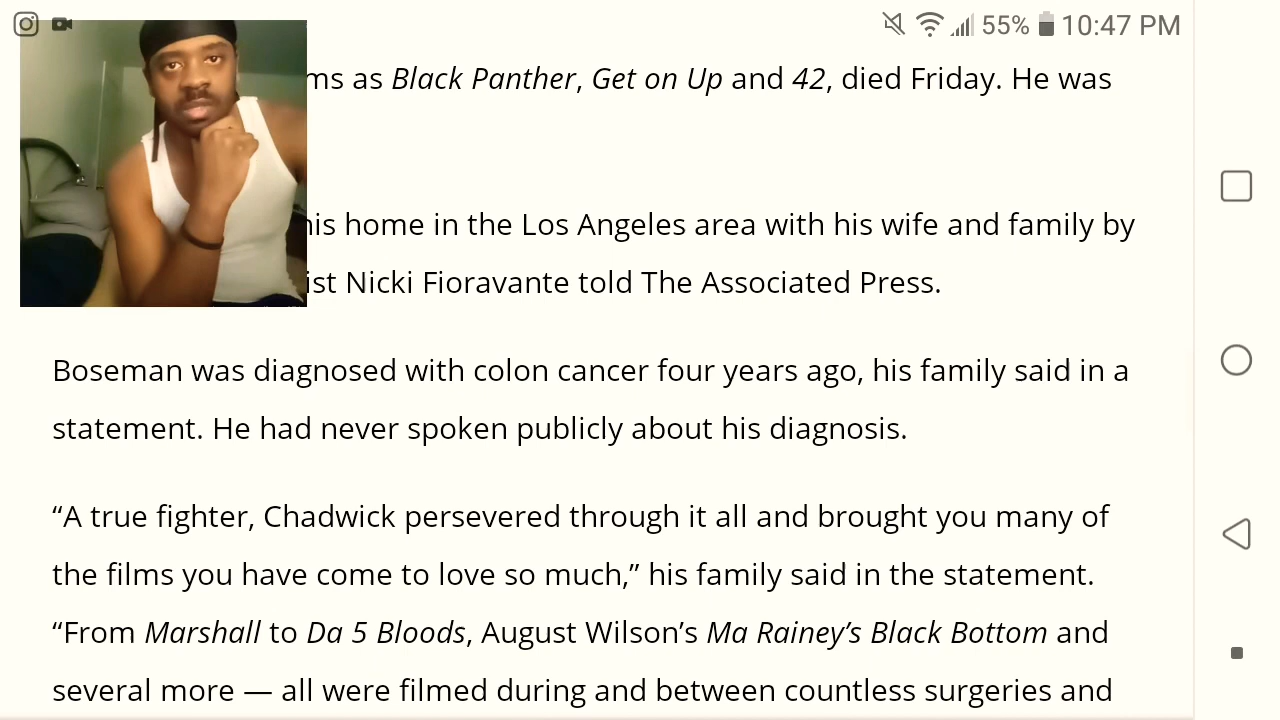 55% 10:47 PM
ms as Black Panther, Get on Up and 42, died Friday. He was
his home in the Los Angeles area with his wife and family by
ist Nicki Fioravante told The Associated Press.
Boseman was diagnosed with colon cancer four years ago, his family said in a
statement. He had never spoken publicly about his diagnosis.
“A true fighter, Chadwick persevered through it all and brought you many of
the films you have come to love so much,” his family said in the statement.
“From Marshall to Da 5 Bloods, August Wilson’s Ma Rainey’s Black Bottom and
several more — all were filmed during and between countless surgeries and